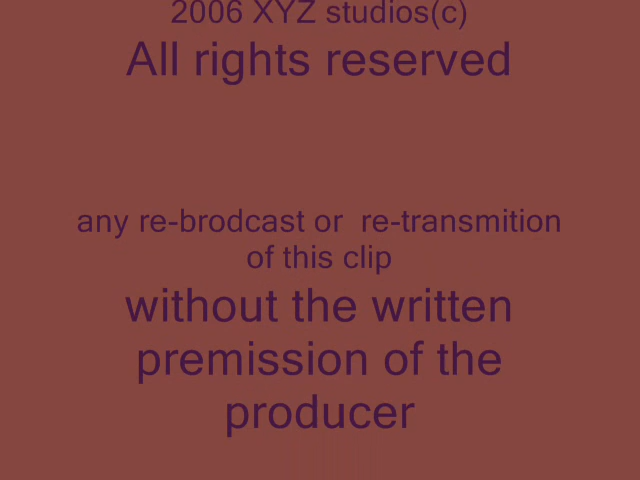 2006 XYZ studios(c)
All rights reserved
any re-brodcast or  re-transmition
of this clip
without the written
premission of the
producer